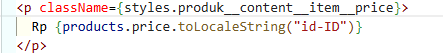 <p className={styles.produk__content__item__price}>
Rp {products.price.toLocaleString("id-ID")}
</p>